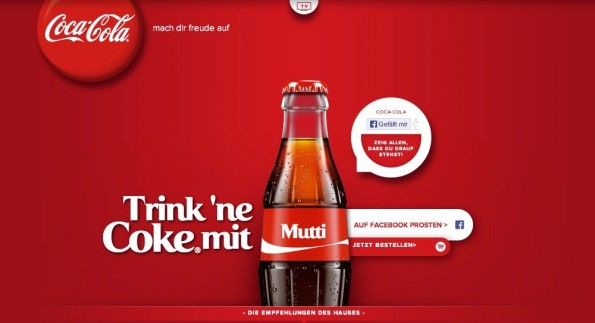 TV
Coca-Cola
mach dir freude auf
COCA-COLA
Gefällt mir
ZEIG ALLEN,
DASS DU DRAUF
STEHST!
Trink 'ne
Coke® mit
Mutti
AUF FACEBOOK PROSTEN >
JETZT BESTELLEN>
- DIE EMPFEHLUNGEN DES HAUSES -